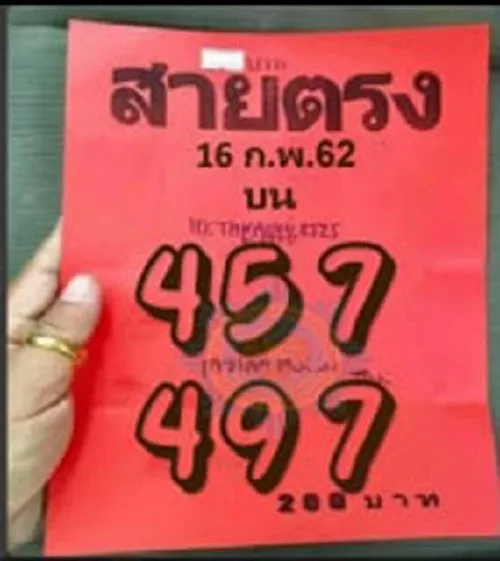 สายตรง
16 ก.พ.62
บน
457
497
200 บาท